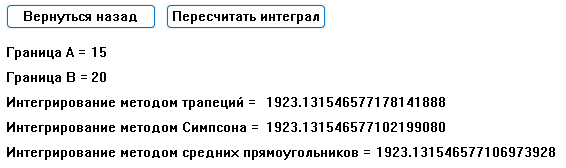 Вернуться назад Пересчитать интеграл
Граница A = 15
Граница B = 20
Интегрирование методом трапеций = 1923.131546577178141888
Интегрирование методом Симпсона = 1923.131546577102199080
Интегрирование методом средних прямоугольников = 1923.131546577106973928